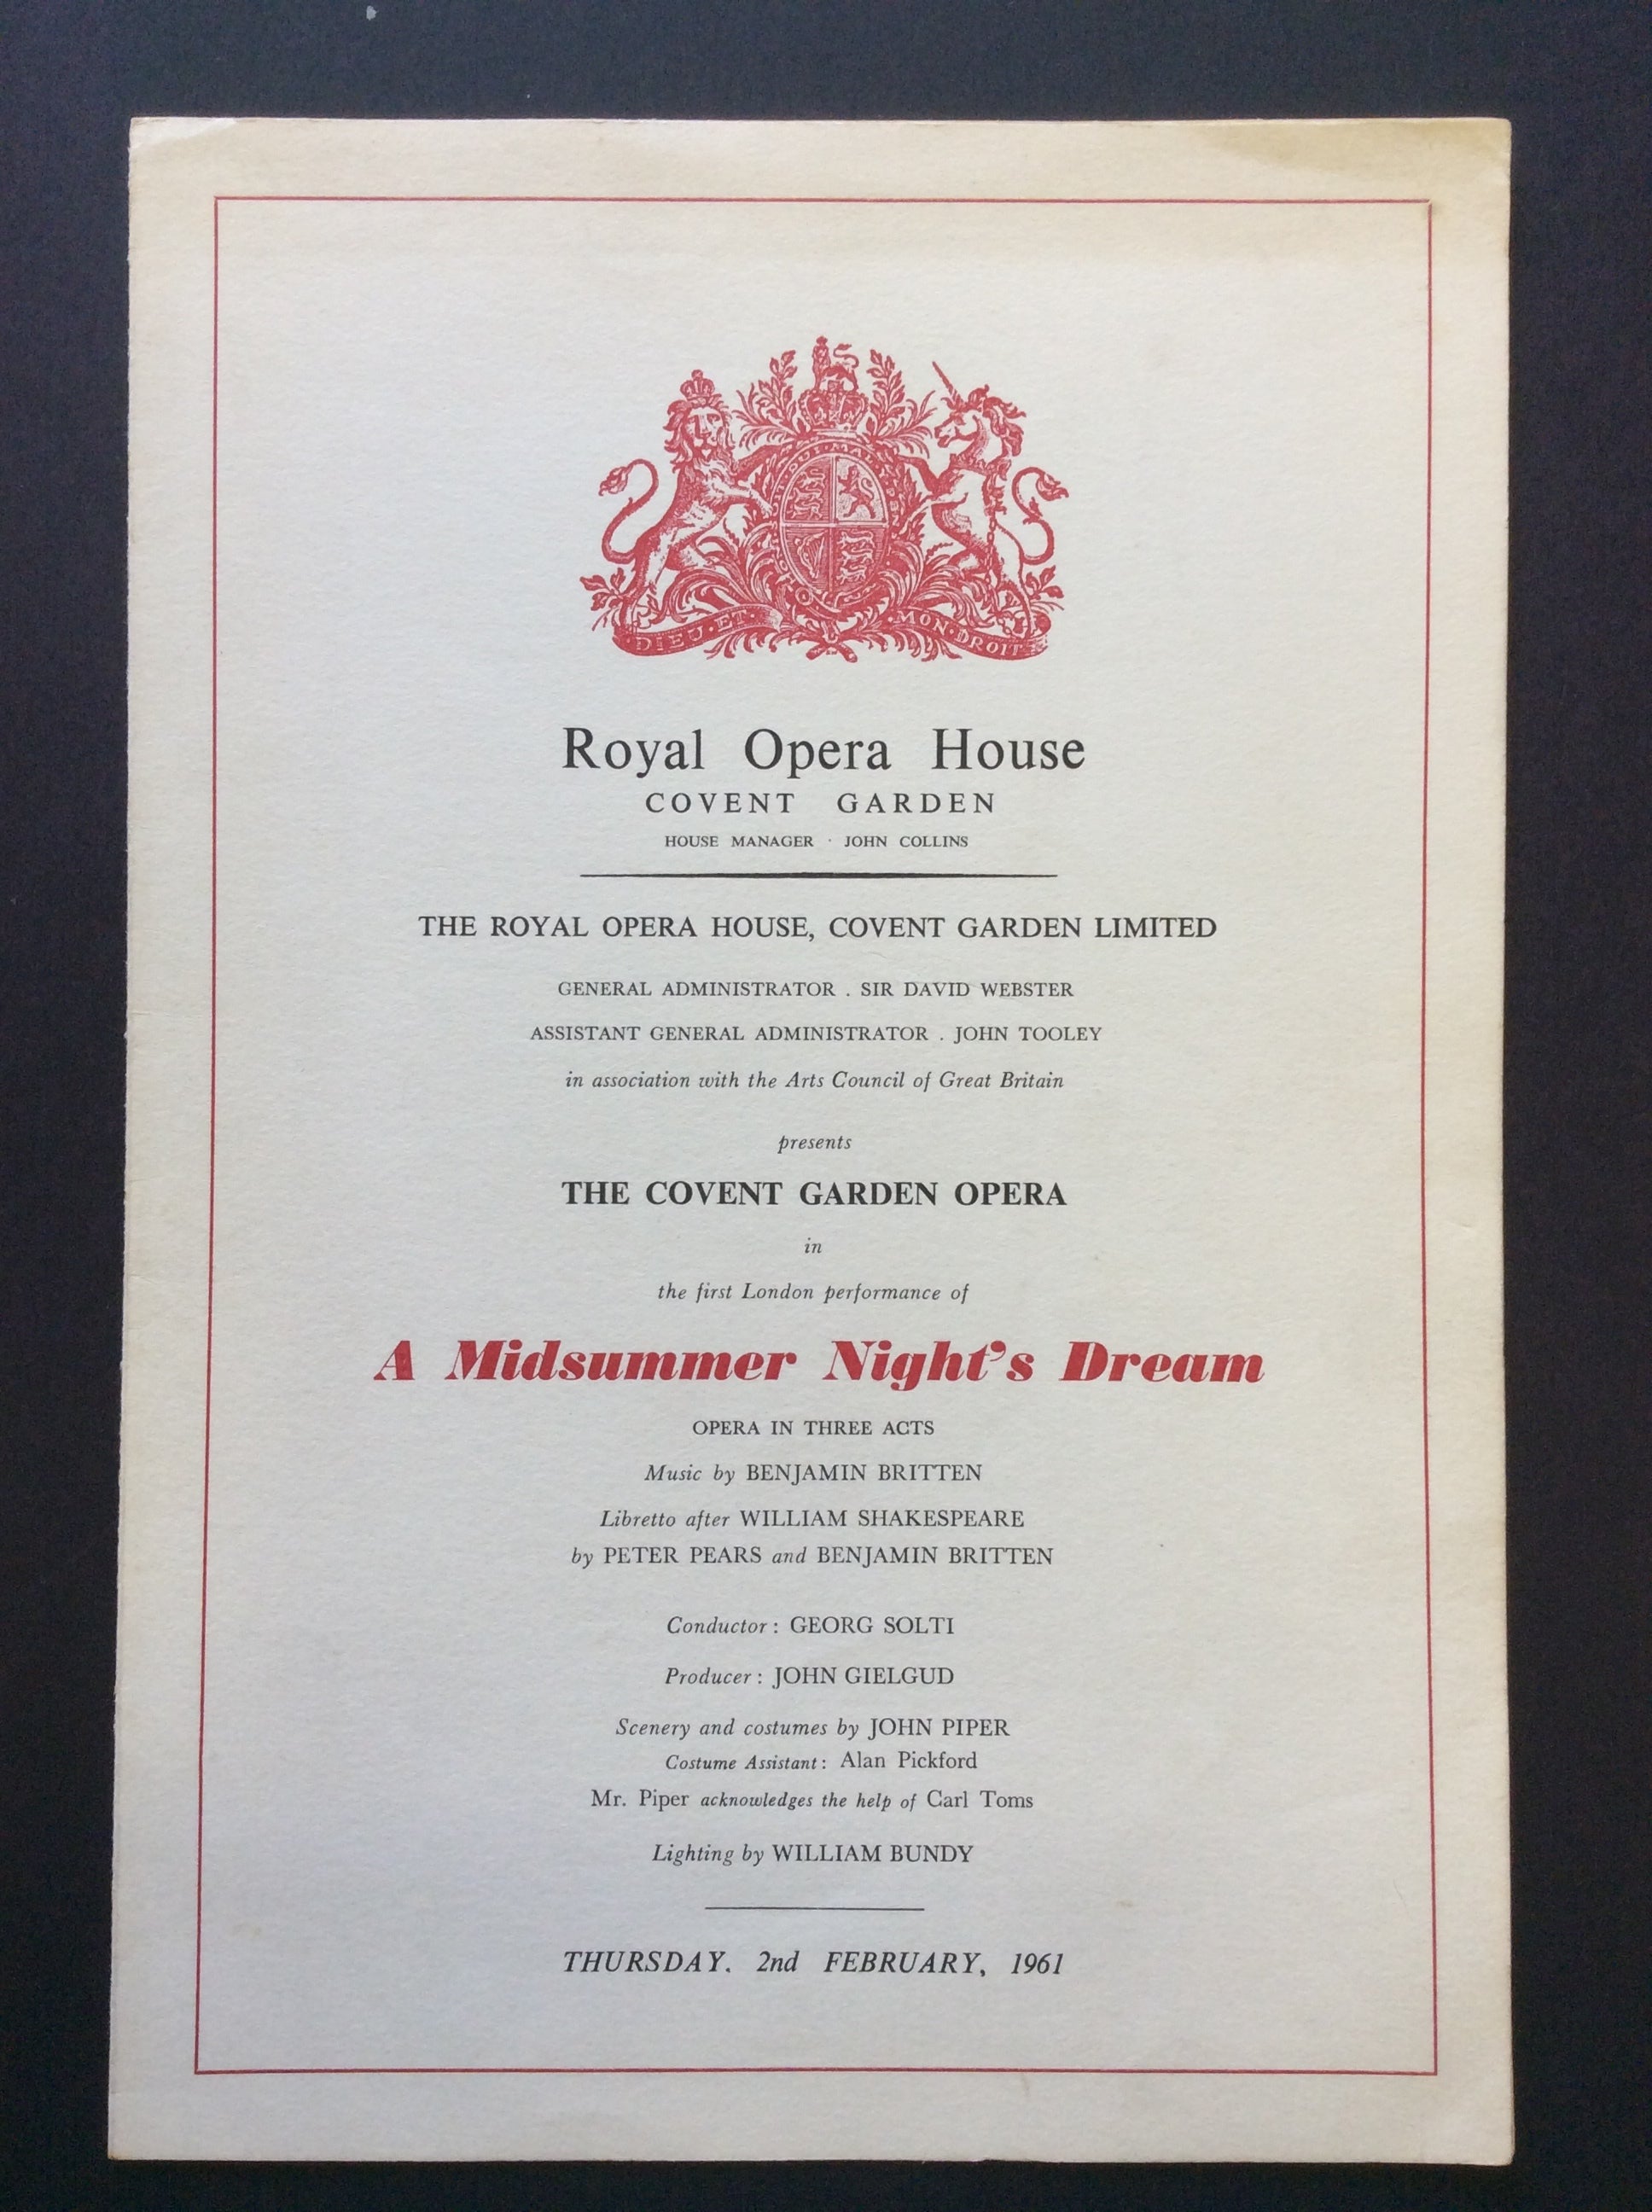 HONI SOIT QUI MAL Y PENSE
DIEU·ET· ·MON·DROIT
Royal Opera House
COVENT GARDEN
HOUSE MANAGER · JOHN COLLINS
THE ROYAL OPERA HOUSE, COVENT GARDEN LIMITED
GENERAL ADMINISTRATOR . SIR DAVID WEBSTER
ASSISTANT GENERAL ADMINISTRATOR . JOHN TOOLEY
in association with the Arts Council of Great Britain
presents
THE COVENT GARDEN OPERA
in
the first London performance of
A Midsummer Night's Dream
OPERA IN THREE ACTS
Music by BENJAMIN BRITTEN
Libretto after WILLIAM SHAKESPEARE
by PETER PEARS and BENJAMIN BRITTEN
Conductor: GEORG SOLTI
Producer: JOHN GIELGUD
Scenery and costumes by JOHN PIPER
Costume Assistant: Alan Pickford
Mr. Piper acknowledges the help of Carl Toms
Lighting by WILLIAM BUNDY
THURSDAY. 2nd FEBRUARY, 1961